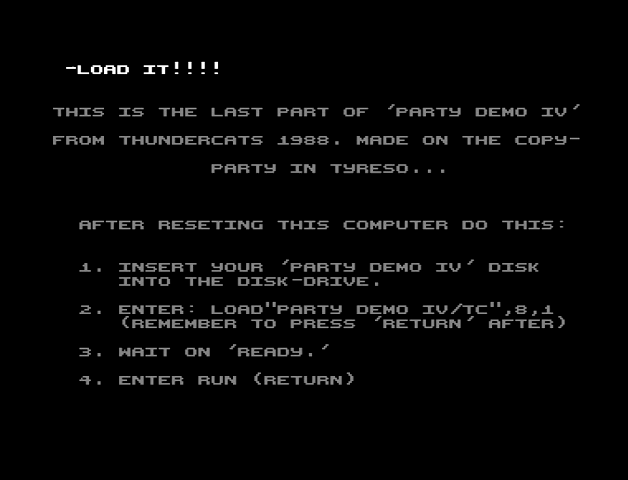 -LOAD IT!!!!
THIS IS THE LAST PART OF 'PARTY DEMO IV'
FROM THUNDERCATS 1988. MADE ON THE COPY-
PARTY IN TYRESO...
AFTER RESETING THIS COMPUTER DO THIS:
1. INSERT YOUR 'PARTY DEMO IV' DISK
INTO THE DISK-DRIVE.
2. ENTER: LOAD"PARTY DEMO IV/TC",8,1
(REMEMBER TO PRESS 'RETURN' AFTER)
3. WAIT ON 'READY.'
4. ENTER RUN (RETURN)